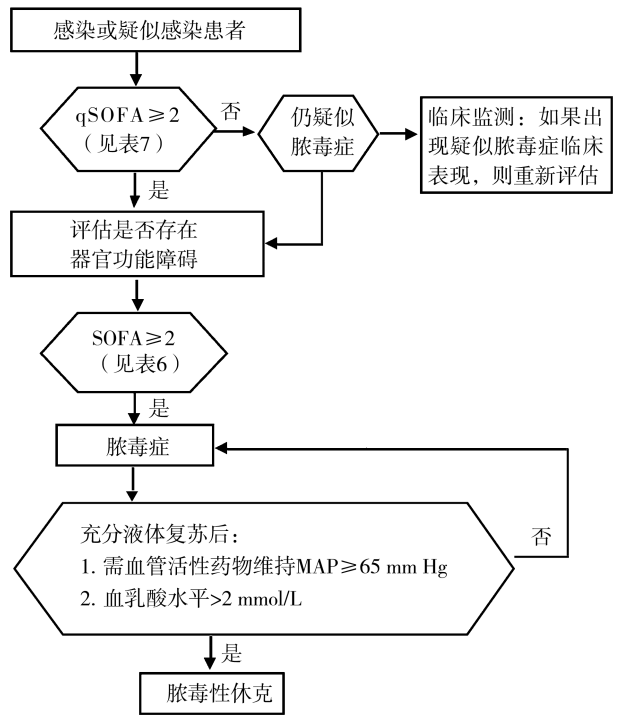 感染或疑似感染患者
qSOFA≥2
（见表7）
否
仍疑似
脓毒症
临床监测：如果出
现疑似脓毒症临床
表现，则重新评估
是
评估是否存在
器官功能障碍
SOFA≥2
（见表6）
是
脓毒症
充分液体复苏后：
1. 需血管活性药物维持MAP≥65 mm Hg
2. 血乳酸水平>2 mmol/L
否
是
脓毒性休克